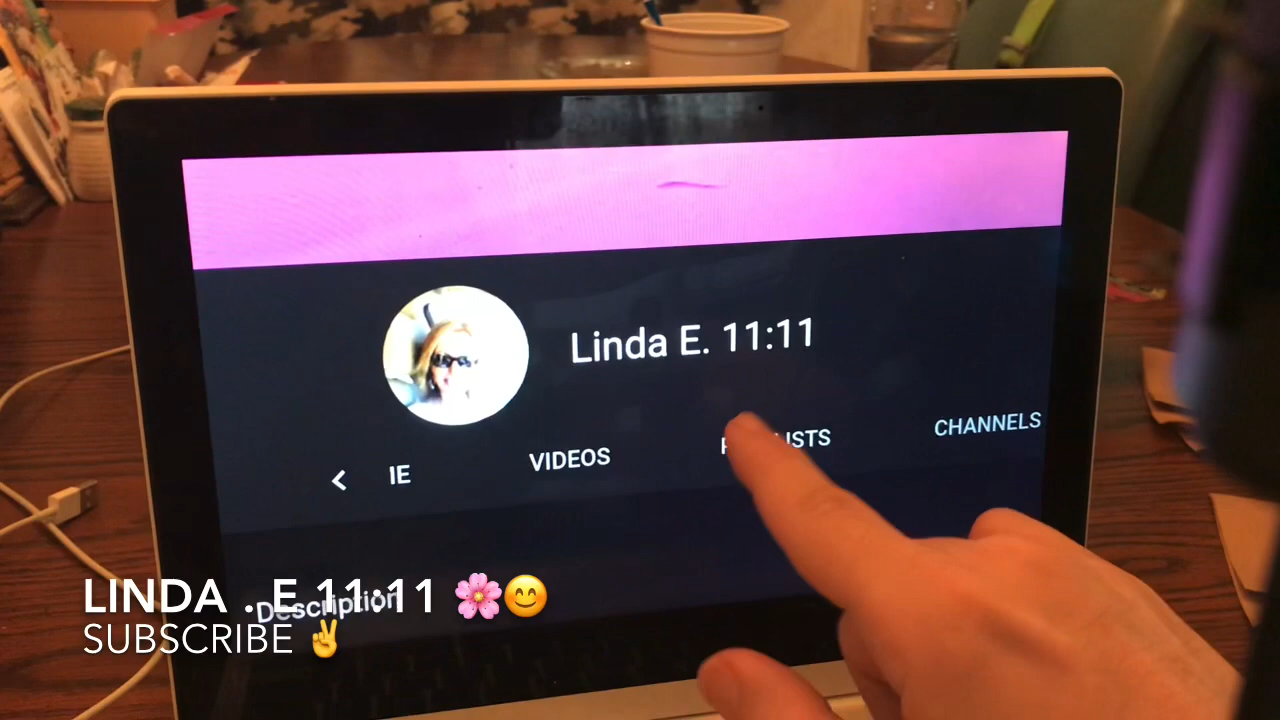 Linda E. 11:11
IE VIDEOS CHANNELS
Description
LINDA . E 11:11 🌸😊
SUBSCRIBE ✌